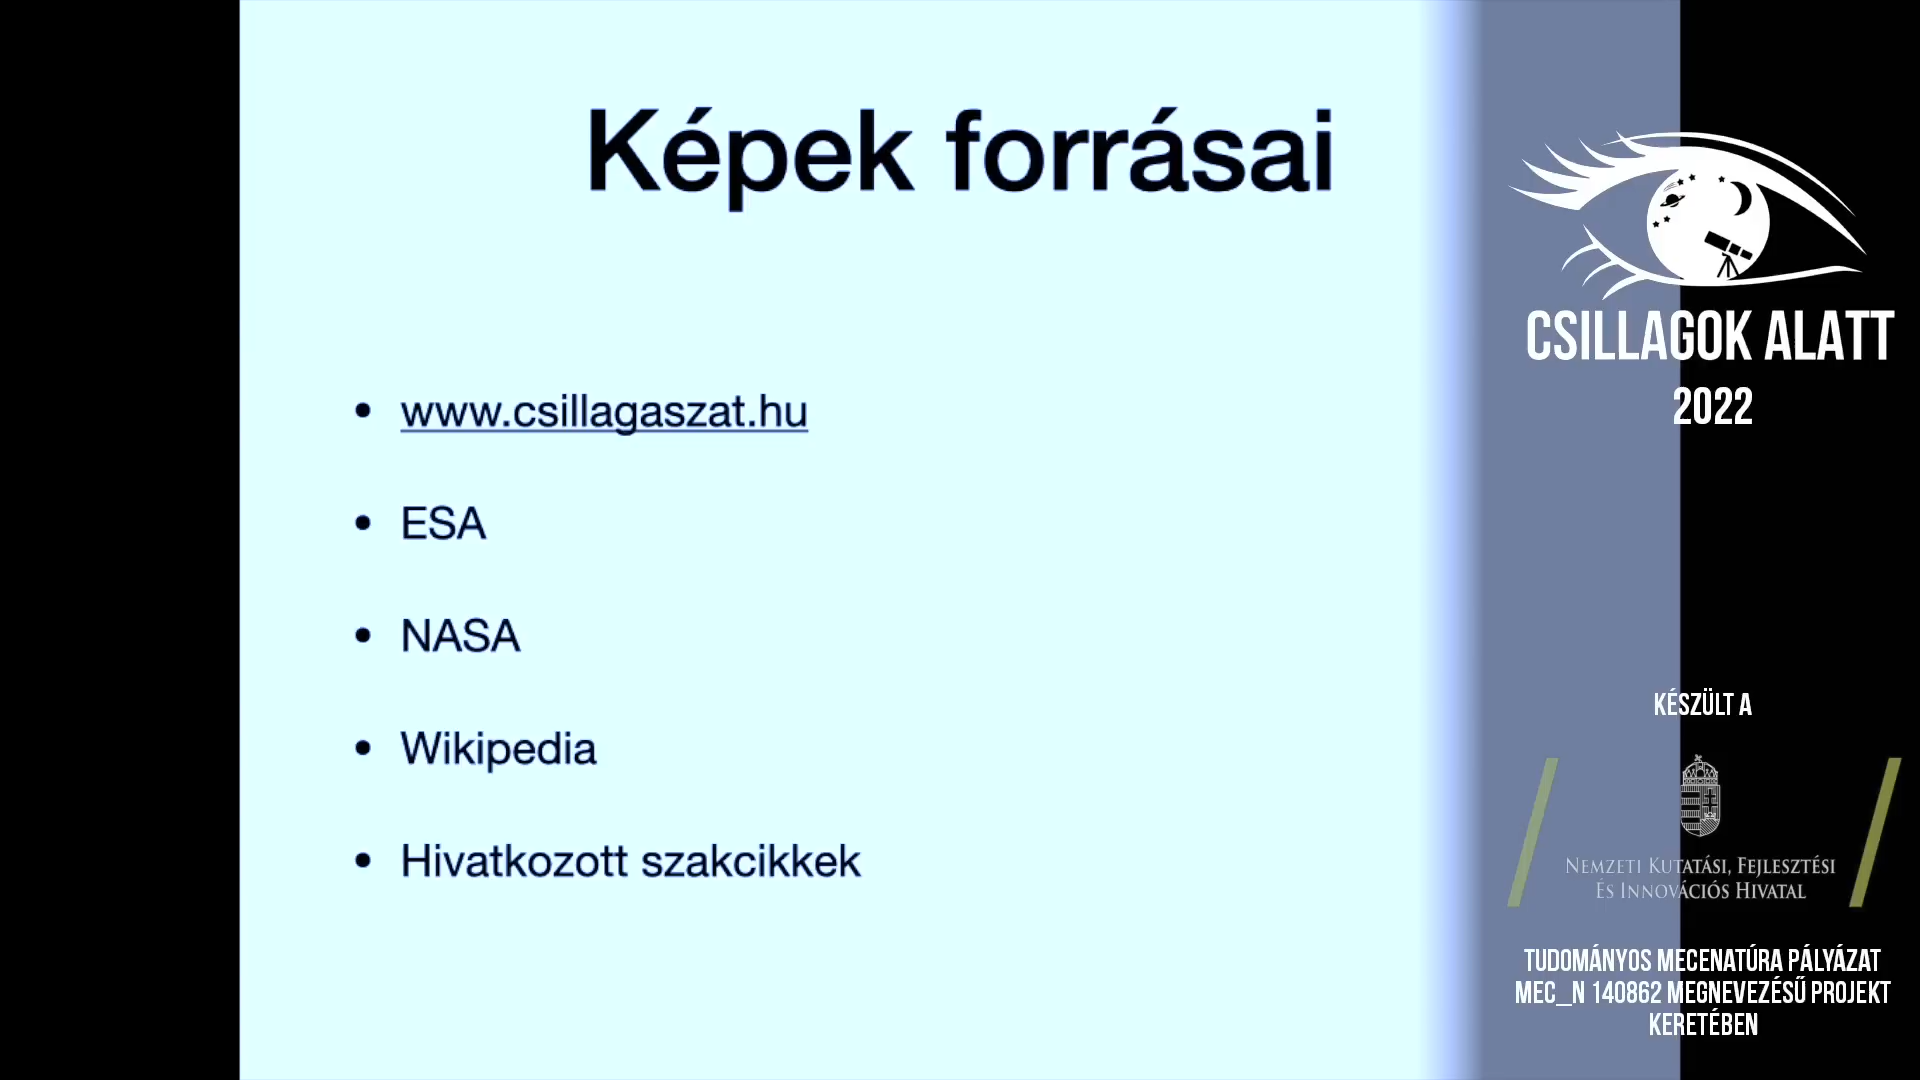 Képek forrásai
• www.csillagaszat.hu
• ESA
• NASA
• Wikipedia
• Hivatkozott szakcikkek
CSILLAGOK ALATT
2022
KÉSZÜLT A
NEMZETI KUTATÁSI, FEJLESZTÉSI
ÉS INNOVÁCIÓS HIVATAL
TUDOMÁNYOS MECENATÚRA PÁLYÁZAT
MEC_N 140862 MEGNEVEZÉSŰ PROJEKT
KERETÉBEN